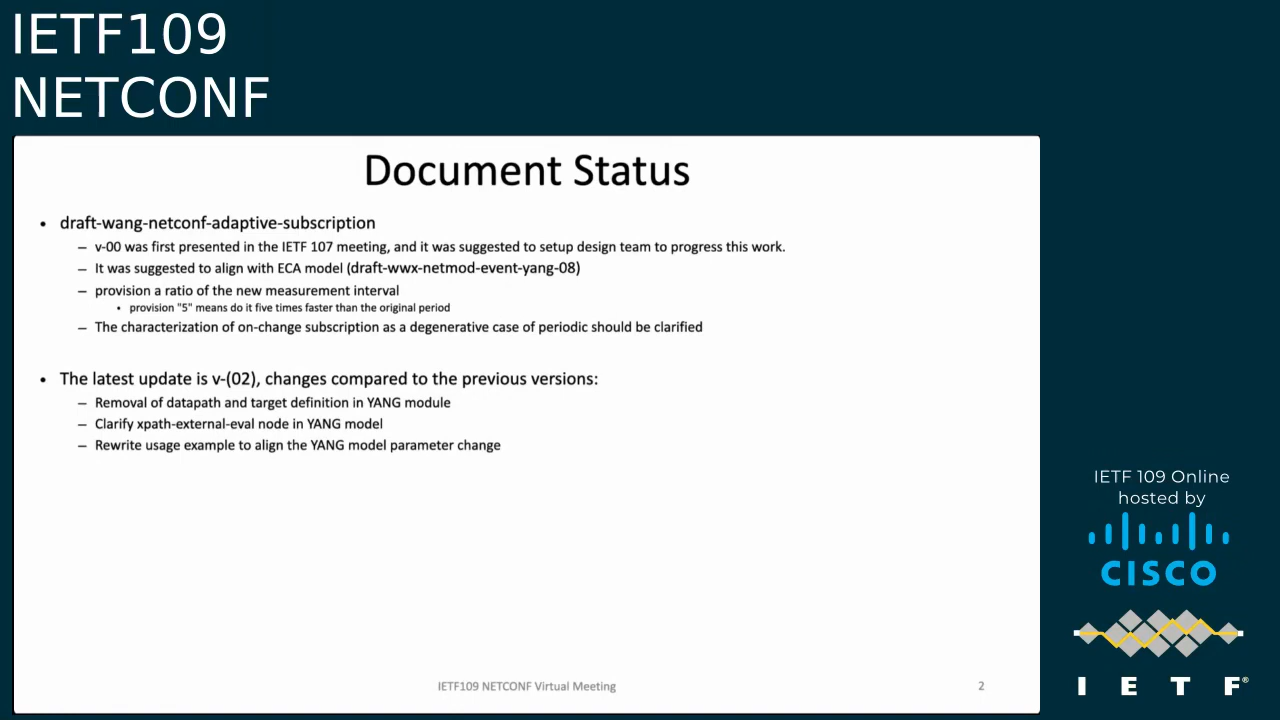 IETF109
NETCONF
Document Status
• draft-wang-netconf-adaptive-subscription
– v-00 was first presented in the IETF 107 meeting, and it was suggested to setup design team to progress this work.
– It was suggested to align with ECA model (draft-wwx-netmod-event-yang-08)
– provision a ratio of the new measurement interval
• provision "5" means do it five times faster than the original period
– The characterization of on-change subscription as a degenerative case of periodic should be clarified
• The latest update is v-(02), changes compared to the previous versions:
– Removal of datapath and target definition in YANG module
– Clarify xpath-external-eval node in YANG model
– Rewrite usage example to align the YANG model parameter change
IETF109 NETCONF Virtual Meeting
2
IETF 109 Online
hosted by
CISCO
I E T F®